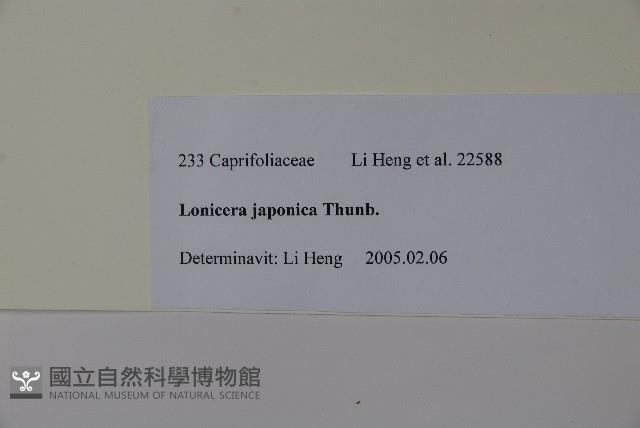 233 Caprifoliaceae Li Heng et al. 22588
Lonicera japonica Thunb.
Determinavit: Li Heng 2005.02.06
國立自然科學博物館
NATIONAL MUSEUM OF NATURAL SCIENCE